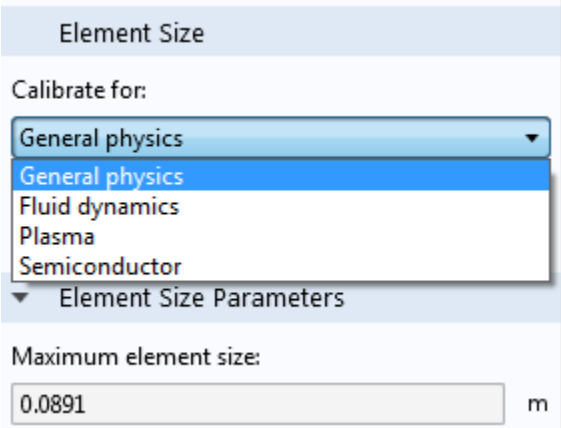 Element Size
Calibrate for:
General physics
General physics
Fluid dynamics
Plasma
Semiconductor
Element Size Parameters
Maximum element size:
0.0891 m